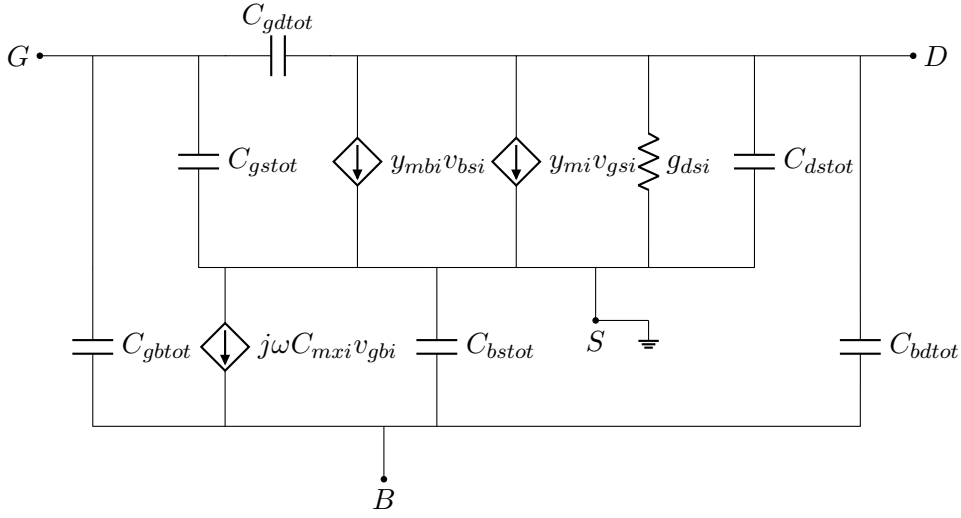 C_{gdtot}
G
D
C_{gstot}
y_{mbi}v_{bsi}
y_{mi}v_{gsi}
g_{dsi}
C_{dstot}
C_{gbtot}
jωC_{mxi}v_{gbi}
C_{bstot}
S
C_{bdtot}
B